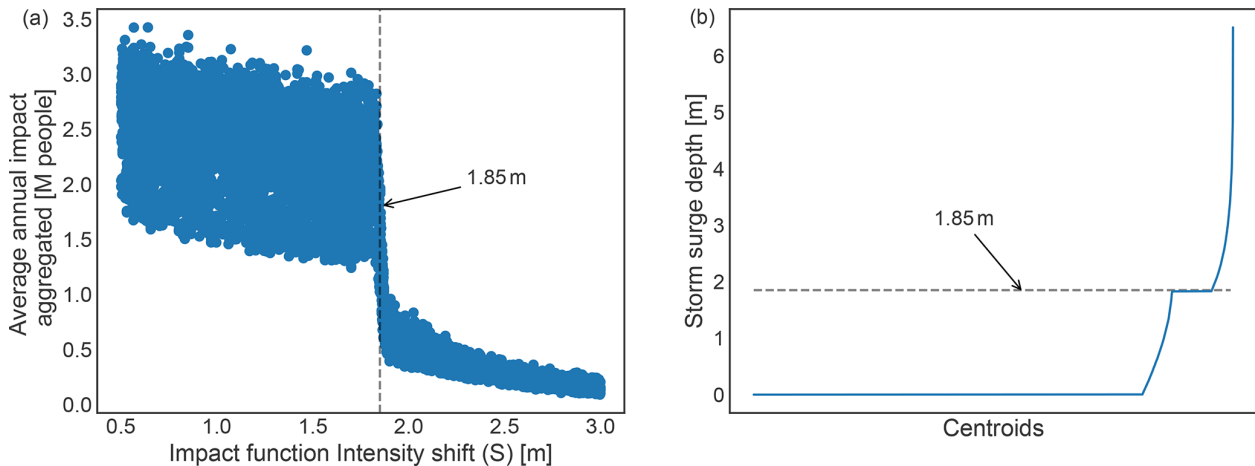 (a)
3.5
3.0
2.5
2.0
1.5
1.0
0.5
0.0
Average annual impact
aggregated [M people]
1.85 m
0.5 1.0 1.5 2.0 2.5 3.0
Impact function Intensity shift (S) [m]
(b)
6
5
4
3
2
1
0
Storm surge depth [m]
1.85 m
Centroids